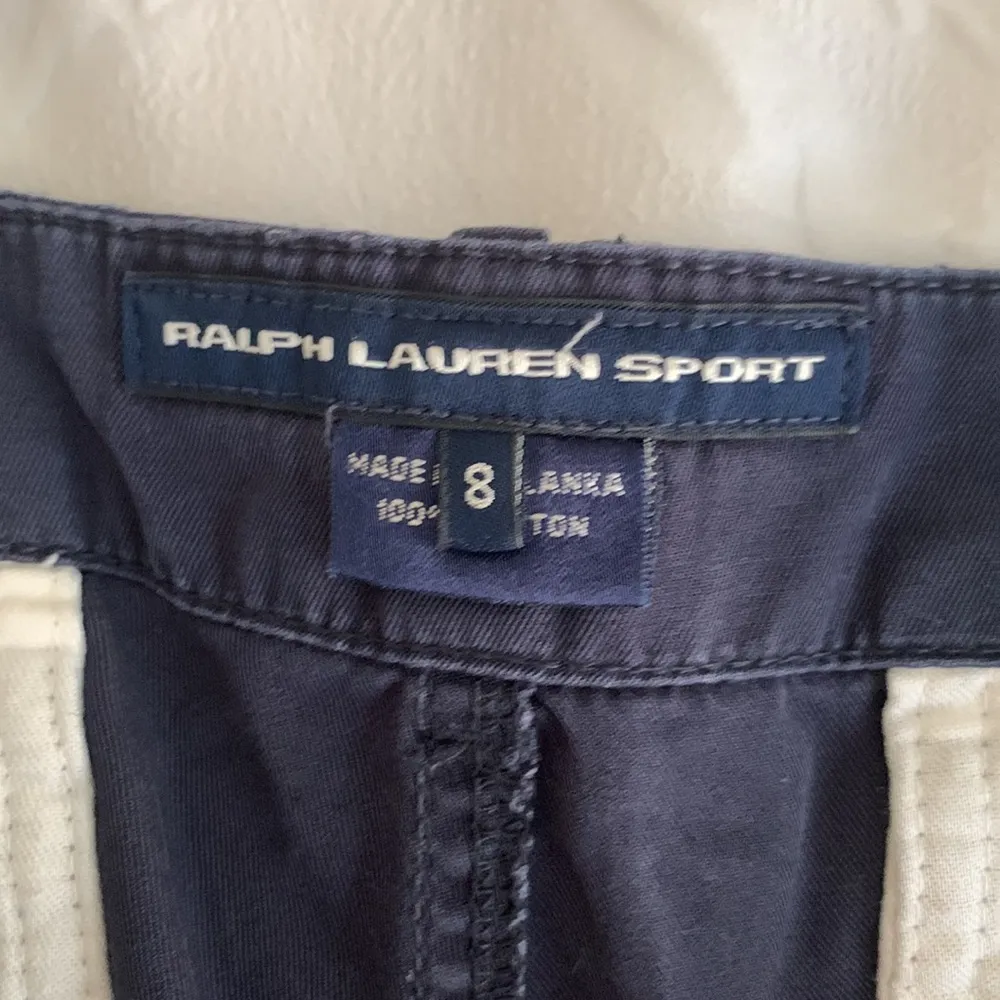 RALPH LAUREN SPORT
MADE LANKA
8
100% TON